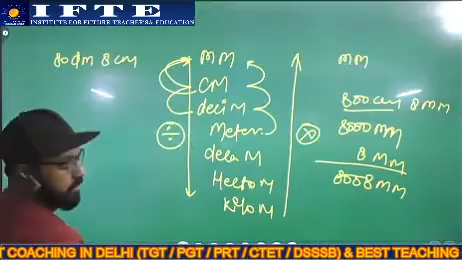 IFTE
INSTITUTE FOR FUTURE TEACHERS EDUCATION
80dm 8cm
MM
CM
deciM
Meter
decaM
HectoM
KiloM
÷
×
MM
800cm 8MM
8000MM
8MM
8008MM
T COACHING IN DELHI (TGT / PGT / PRT / CTET / DSSSB) & BEST TEACHING